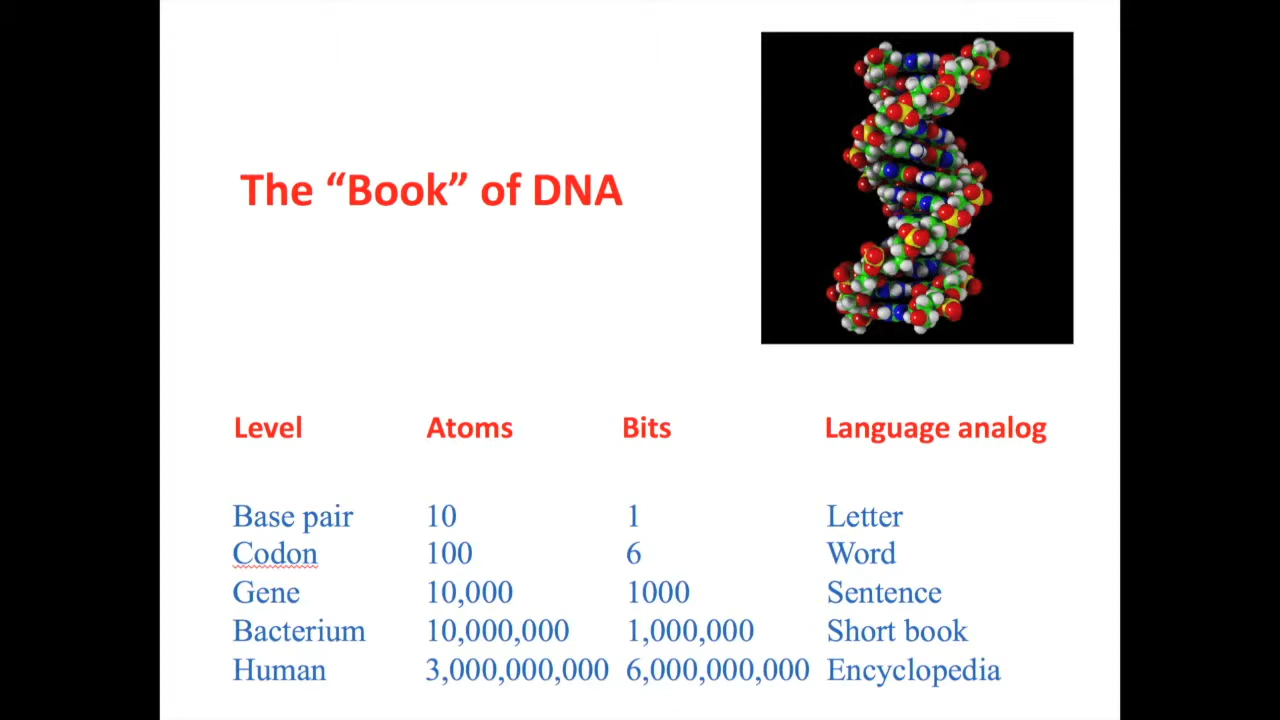 The “Book” of DNA
Level Atoms Bits Language analog
Base pair 10 1 Letter
Codon 100 6 Word
Gene 10,000 1000 Sentence
Bacterium 10,000,000 1,000,000 Short book
Human 3,000,000,000 6,000,000,000 Encyclopedia